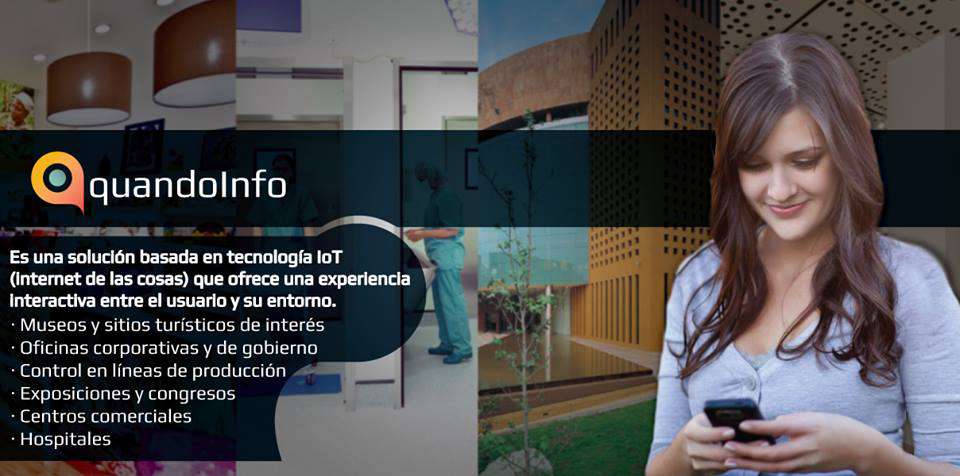 quandoInfo
Es una solución basada en tecnología IoT
(internet de las cosas) que ofrece una experiencia
interactiva entre el usuario y su entorno.
· Museos y sitios turísticos de interés
· Oficinas corporativas y de gobierno
· Control en líneas de producción
· Exposiciones y congresos
· Centros comerciales
· Hospitales